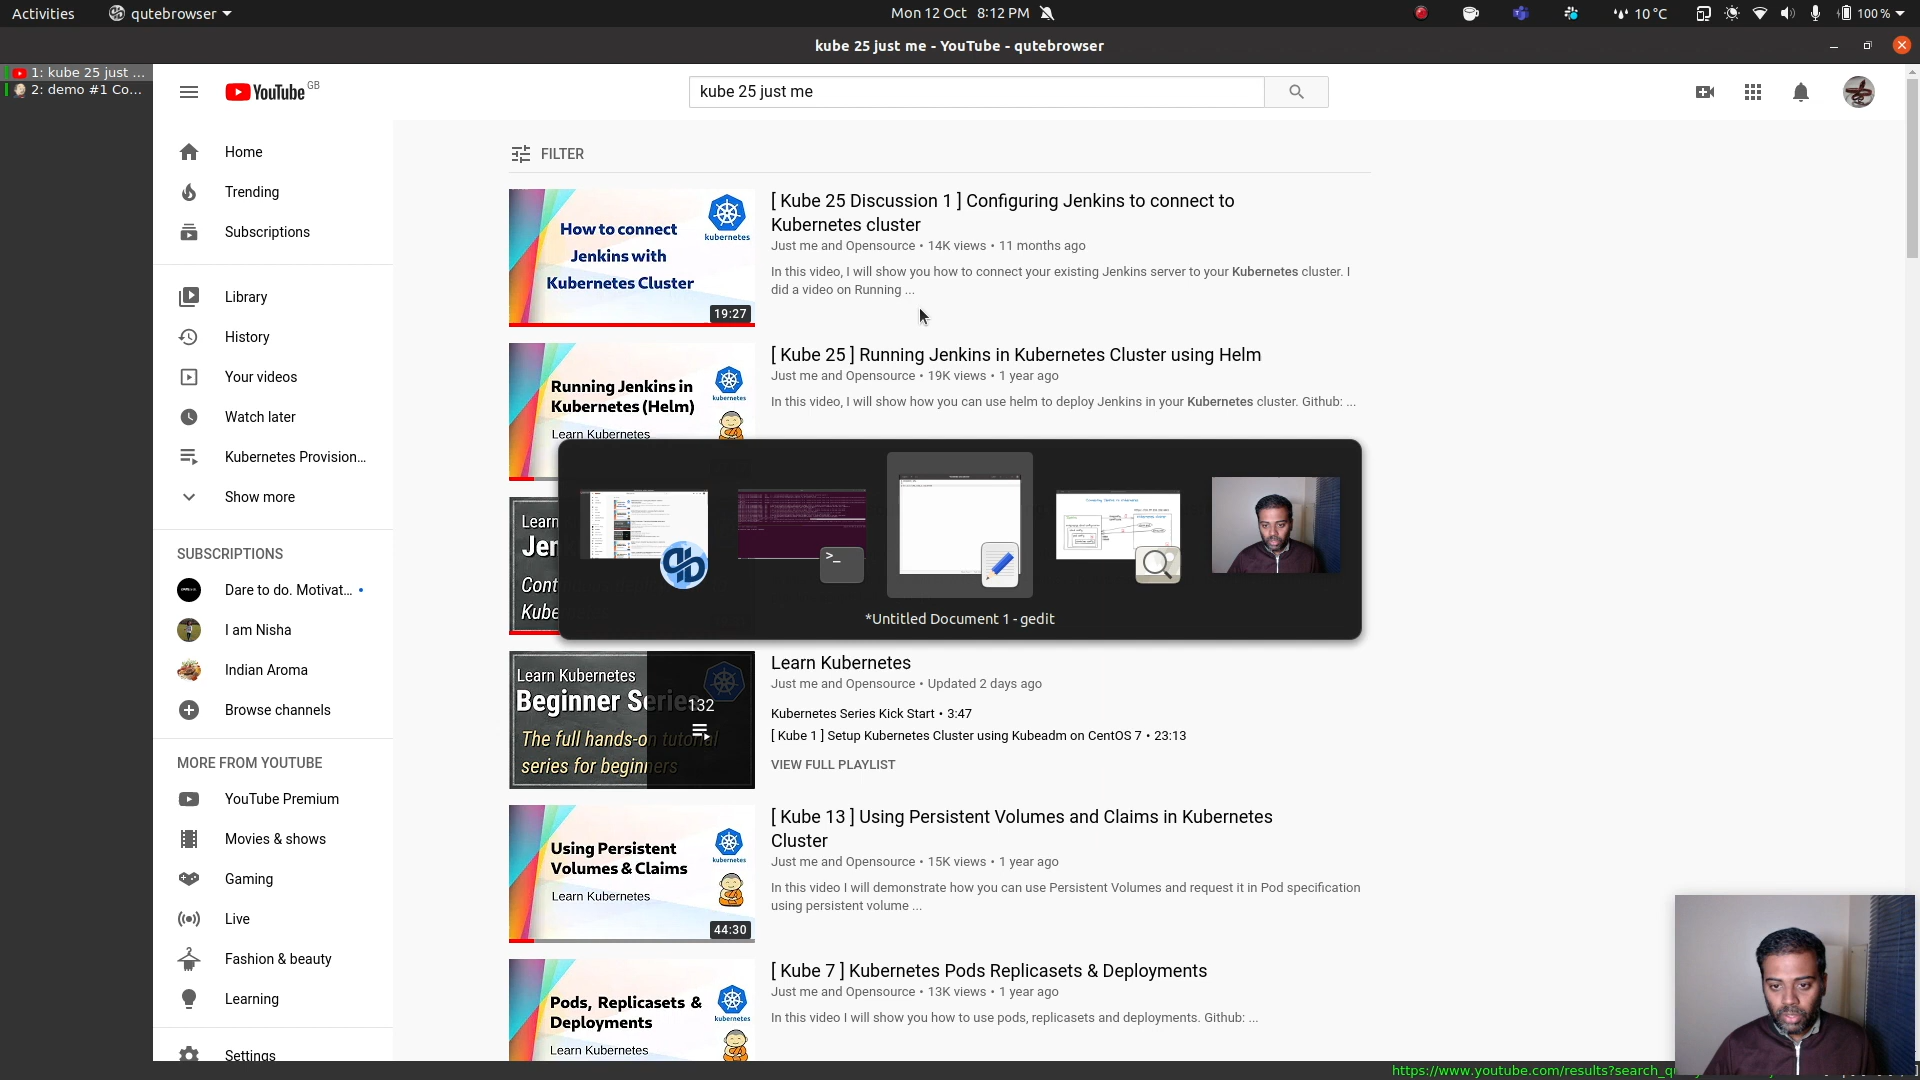 Activities
qutebrowser
Mon 12 Oct 8:12 PM
10 °C
100 %
kube 25 just me - YouTube - qutebrowser
1: kube 25 just ...
2: demo #1 Co...
YouTube GB
kube 25 just me
Home
Trending
Subscriptions
Library
History
Your videos
Watch later
Kubernetes Provision...
Show more
SUBSCRIPTIONS
Dare to do. Motivat...
I am Nisha
Indian Aroma
Browse channels
MORE FROM YOUTUBE
YouTube Premium
Movies & shows
Gaming
Live
Fashion & beauty
Learning
Settings
FILTER
How to connect
Jenkins with
Kubernetes Cluster
kubernetes
19:27
[ Kube 25 Discussion 1 ] Configuring Jenkins to connect to
Kubernetes cluster
Just me and Opensource • 14K views • 11 months ago
In this video, I will show you how to connect your existing Jenkins server to your Kubernetes cluster. I
did a video on Running ...
Running Jenkins in
Kubernetes (Helm)
Learn Kubernetes
kubernetes
[ Kube 25 ] Running Jenkins in Kubernetes Cluster using Helm
Just me and Opensource • 19K views • 1 year ago
In this video, I will show how you can use helm to deploy Jenkins in your Kubernetes cluster. Github: ...
Learn
Jen
Cont
Kube
*Untitled Document 1 - gedit
Learn Kubernetes
Beginner Series
The full hands-on tutorial
series for beginners
132
Learn Kubernetes
Just me and Opensource • Updated 2 days ago
Kubernetes Series Kick Start • 3:47
[ Kube 1 ] Setup Kubernetes Cluster using Kubeadm on CentOS 7 • 23:13
VIEW FULL PLAYLIST
Using Persistent
Volumes & Claims
Learn Kubernetes
kubernetes
44:30
[ Kube 13 ] Using Persistent Volumes and Claims in Kubernetes
Cluster
Just me and Opensource • 15K views • 1 year ago
In this video I will demonstrate how you can use Persistent Volumes and request it in Pod specification
using persistent volume ...
Pods, Replicasets &
Deployments
Learn Kubernetes
kubernetes
[ Kube 7 ] Kubernetes Pods Replicasets & Deployments
Just me and Opensource • 13K views • 1 year ago
In this video I will show you how to use pods, replicasets and deployments. Github: ...
https://www.youtube.com/results?search_q